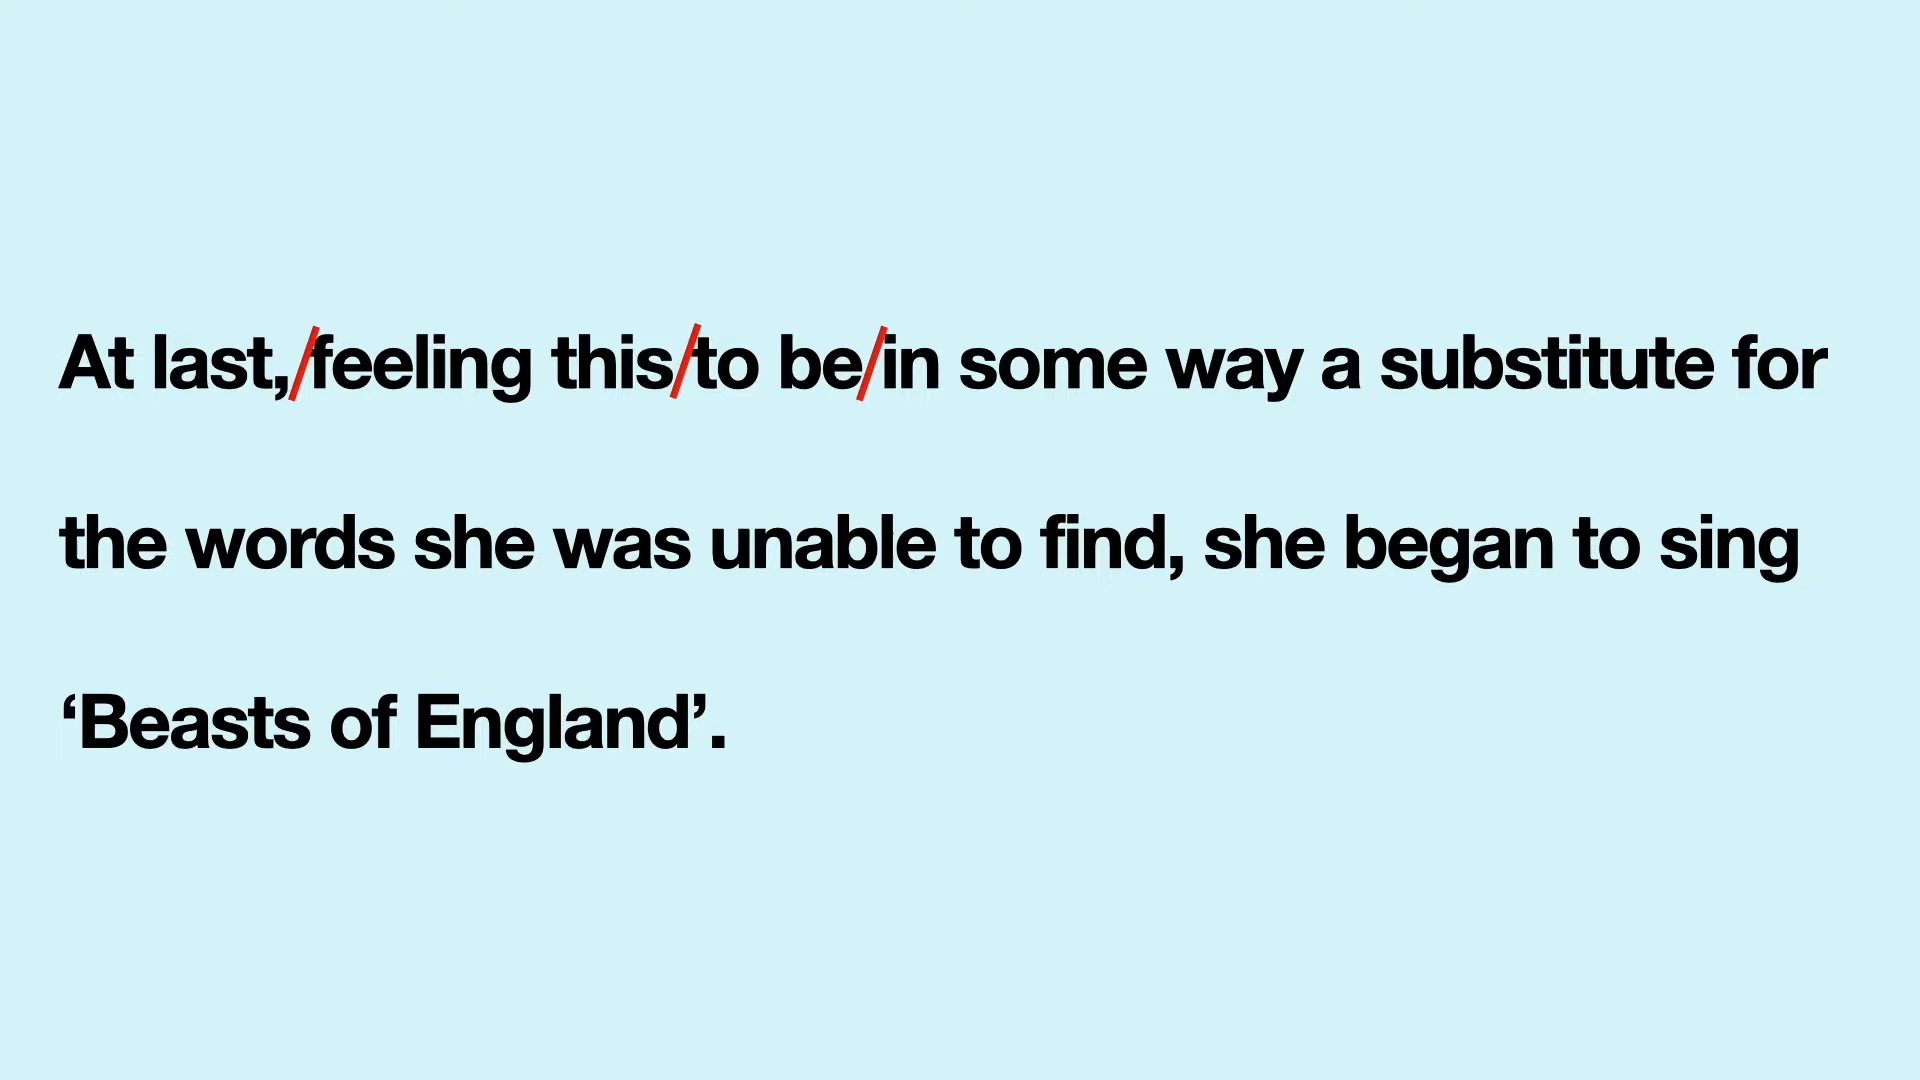 At last,/feeling this/to be/in some way a substitute for
the words she was unable to find, she began to sing
‘Beasts of England’.